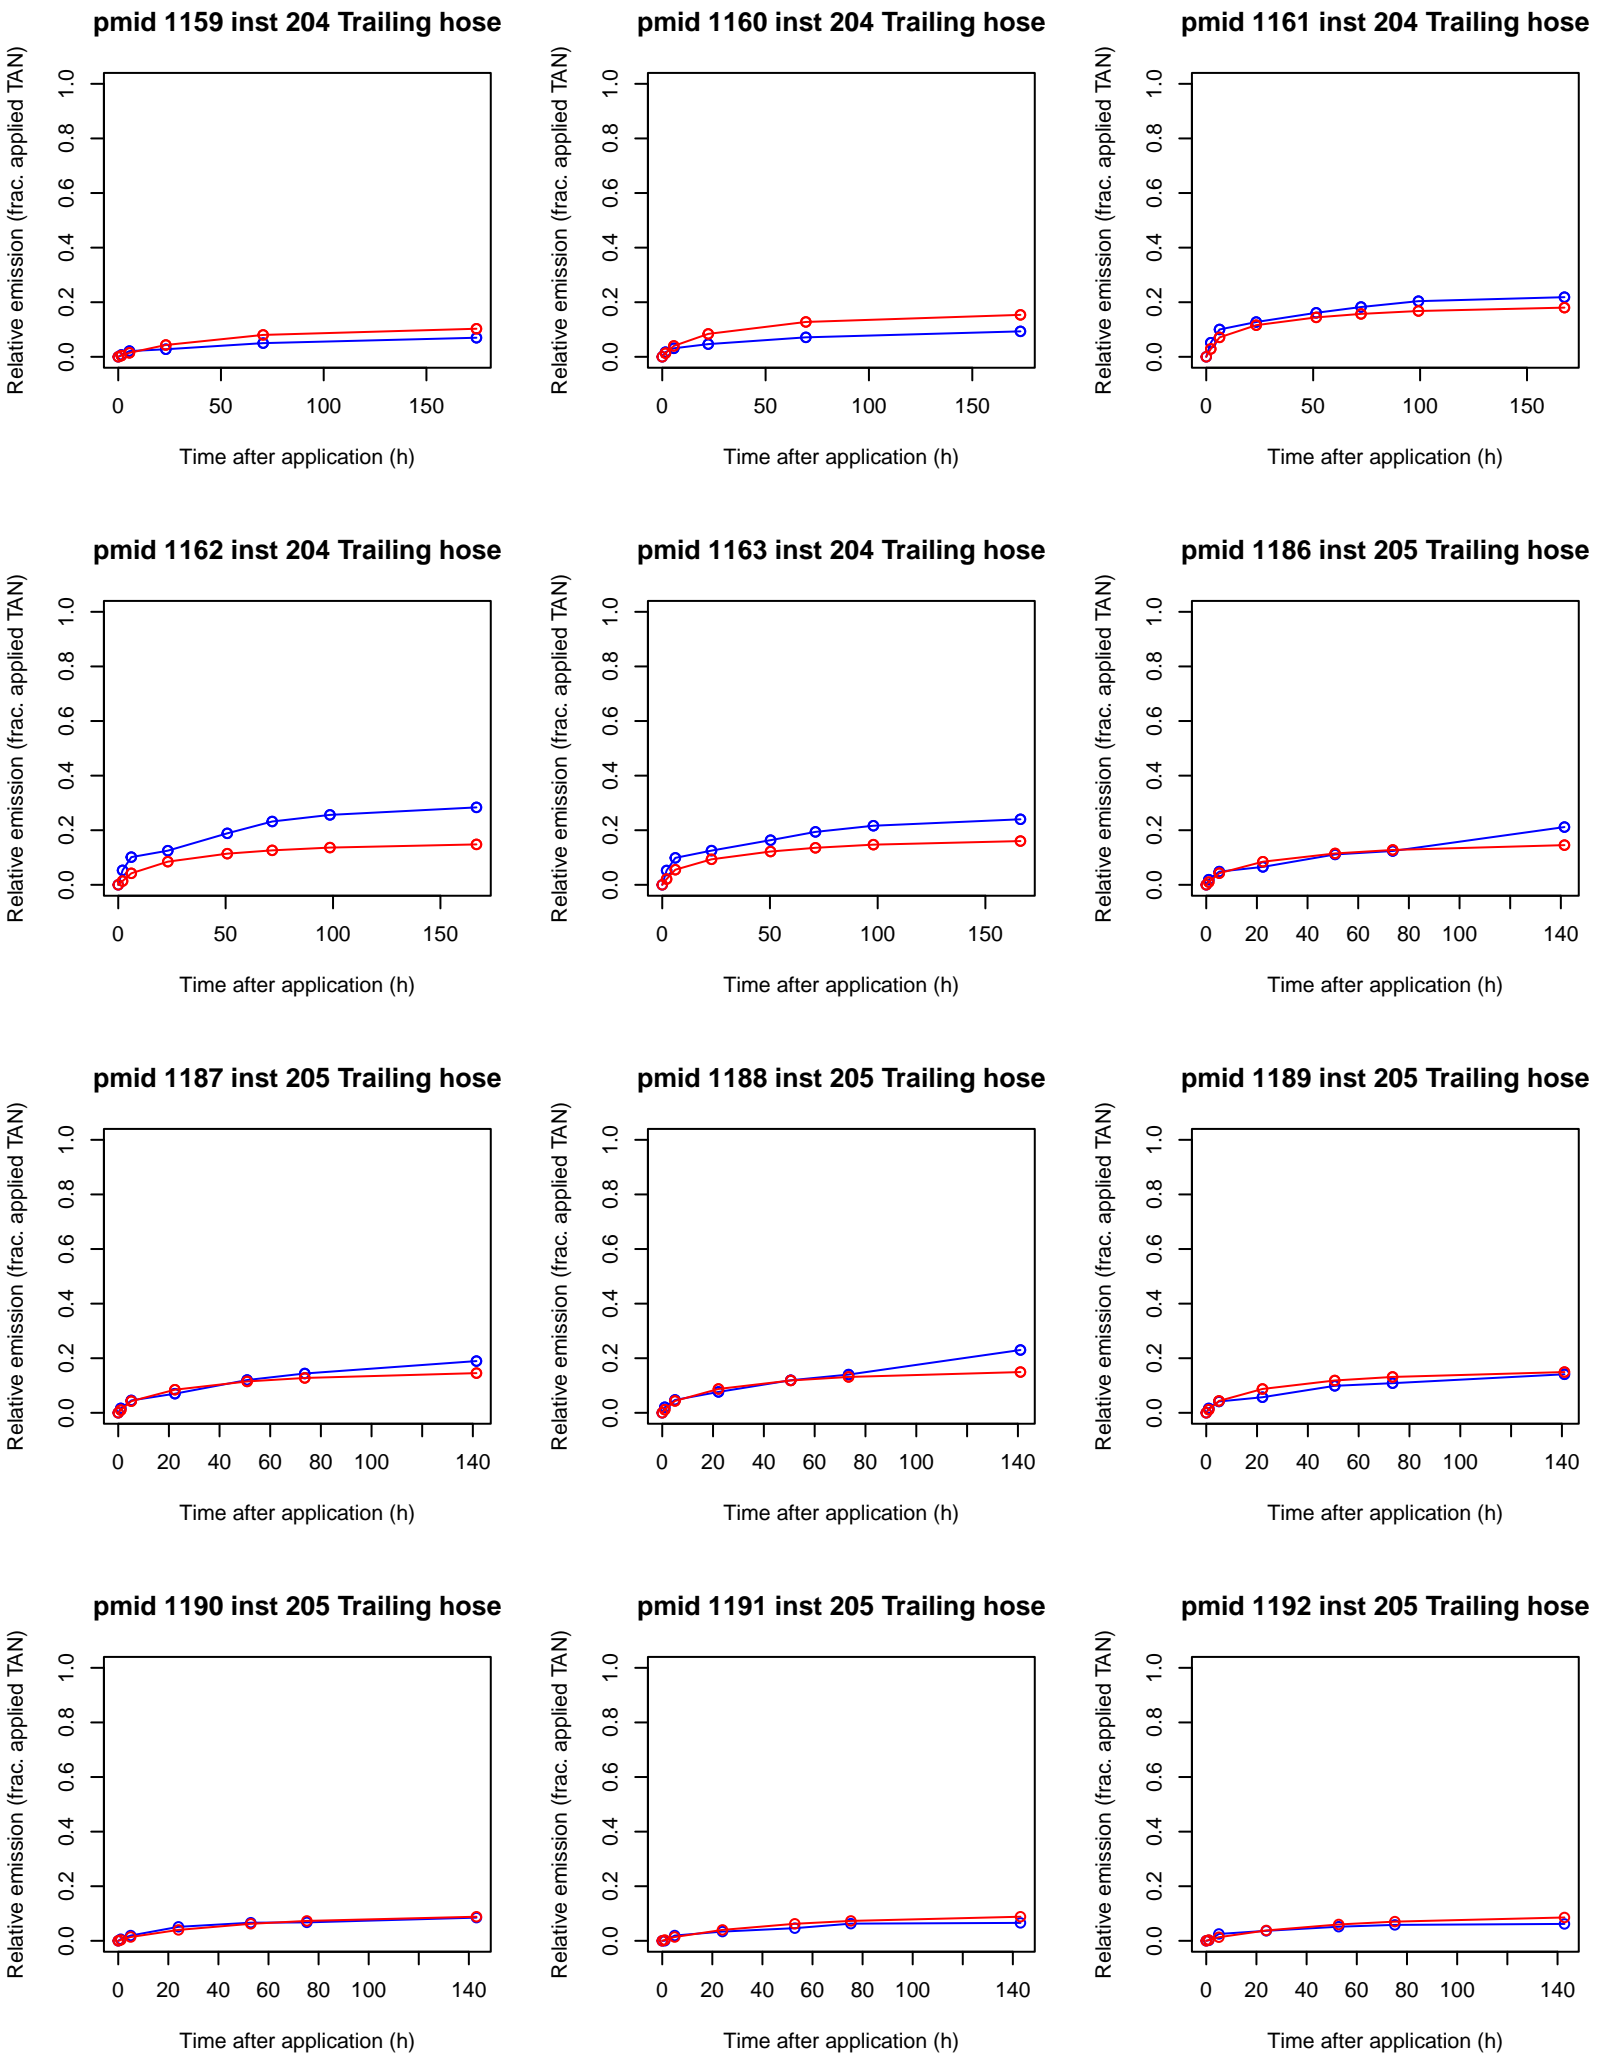 pmid 1159 inst 204 Trailing hose
Relative emission (frac. applied TAN)
0.0 0.2 0.4 0.6 0.8 1.0
0 50 100 150
Time after application (h)
pmid 1160 inst 204 Trailing hose
Relative emission (frac. applied TAN)
0.0 0.2 0.4 0.6 0.8 1.0
0 50 100 150
Time after application (h)
pmid 1161 inst 204 Trailing hose
Relative emission (frac. applied TAN)
0.0 0.2 0.4 0.6 0.8 1.0
0 50 100 150
Time after application (h)
pmid 1162 inst 204 Trailing hose
Relative emission (frac. applied TAN)
0.0 0.2 0.4 0.6 0.8 1.0
0 50 100 150
Time after application (h)
pmid 1163 inst 204 Trailing hose
Relative emission (frac. applied TAN)
0.0 0.2 0.4 0.6 0.8 1.0
0 50 100 150
Time after application (h)
pmid 1186 inst 205 Trailing hose
Relative emission (frac. applied TAN)
0.0 0.2 0.4 0.6 0.8 1.0
0 20 40 60 80 100 140
Time after application (h)
pmid 1187 inst 205 Trailing hose
Relative emission (frac. applied TAN)
0.0 0.2 0.4 0.6 0.8 1.0
0 20 40 60 80 100 140
Time after application (h)
pmid 1188 inst 205 Trailing hose
Relative emission (frac. applied TAN)
0.0 0.2 0.4 0.6 0.8 1.0
0 20 40 60 80 100 140
Time after application (h)
pmid 1189 inst 205 Trailing hose
Relative emission (frac. applied TAN)
0.0 0.2 0.4 0.6 0.8 1.0
0 20 40 60 80 100 140
Time after application (h)
pmid 1190 inst 205 Trailing hose
Relative emission (frac. applied TAN)
0.0 0.2 0.4 0.6 0.8 1.0
0 20 40 60 80 100 140
Time after application (h)
pmid 1191 inst 205 Trailing hose
Relative emission (frac. applied TAN)
0.0 0.2 0.4 0.6 0.8 1.0
0 20 40 60 80 100 140
Time after application (h)
pmid 1192 inst 205 Trailing hose
Relative emission (frac. applied TAN)
0.0 0.2 0.4 0.6 0.8 1.0
0 20 40 60 80 100 140
Time after application (h)